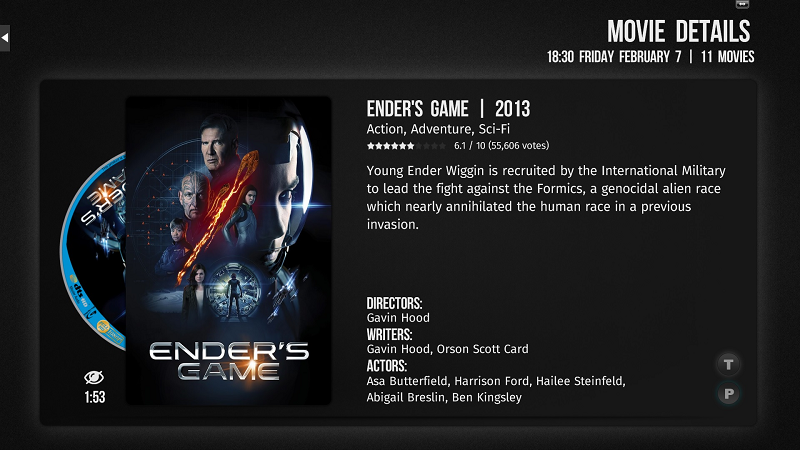 MOVIE DETAILS
18:30 FRIDAY FEBRUARY 7 | 11 MOVIES
ENDER'S GAME | 2013
Action, Adventure, Sci-Fi
6.1 / 10 (55,606 votes)
Young Ender Wiggin is recruited by the International Military
to lead the fight against the Formics, a genocidal alien race
which nearly annihilated the human race in a previous
invasion.
DIRECTORS:
Gavin Hood
WRITERS:
Gavin Hood, Orson Scott Card
ACTORS:
Asa Butterfield, Harrison Ford, Hailee Steinfeld,
Abigail Breslin, Ben Kingsley
ENDER'S
GAME
ENDER'S
GAME
1:53
T
P